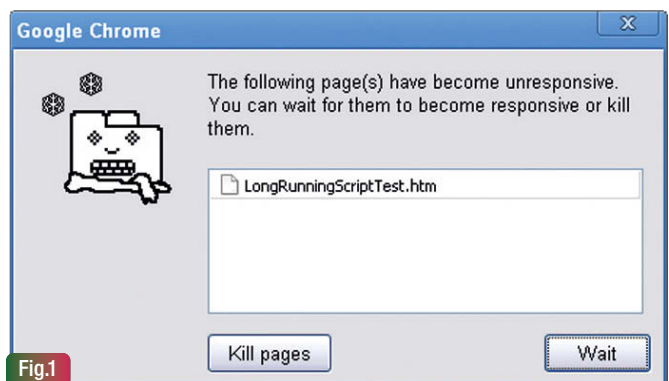 Google Chrome
X
The following page(s) have become unresponsive.
You can wait for them to become responsive or kill
them.
LongRunningScriptTest.htm
Kill pages
Wait
Fig.1